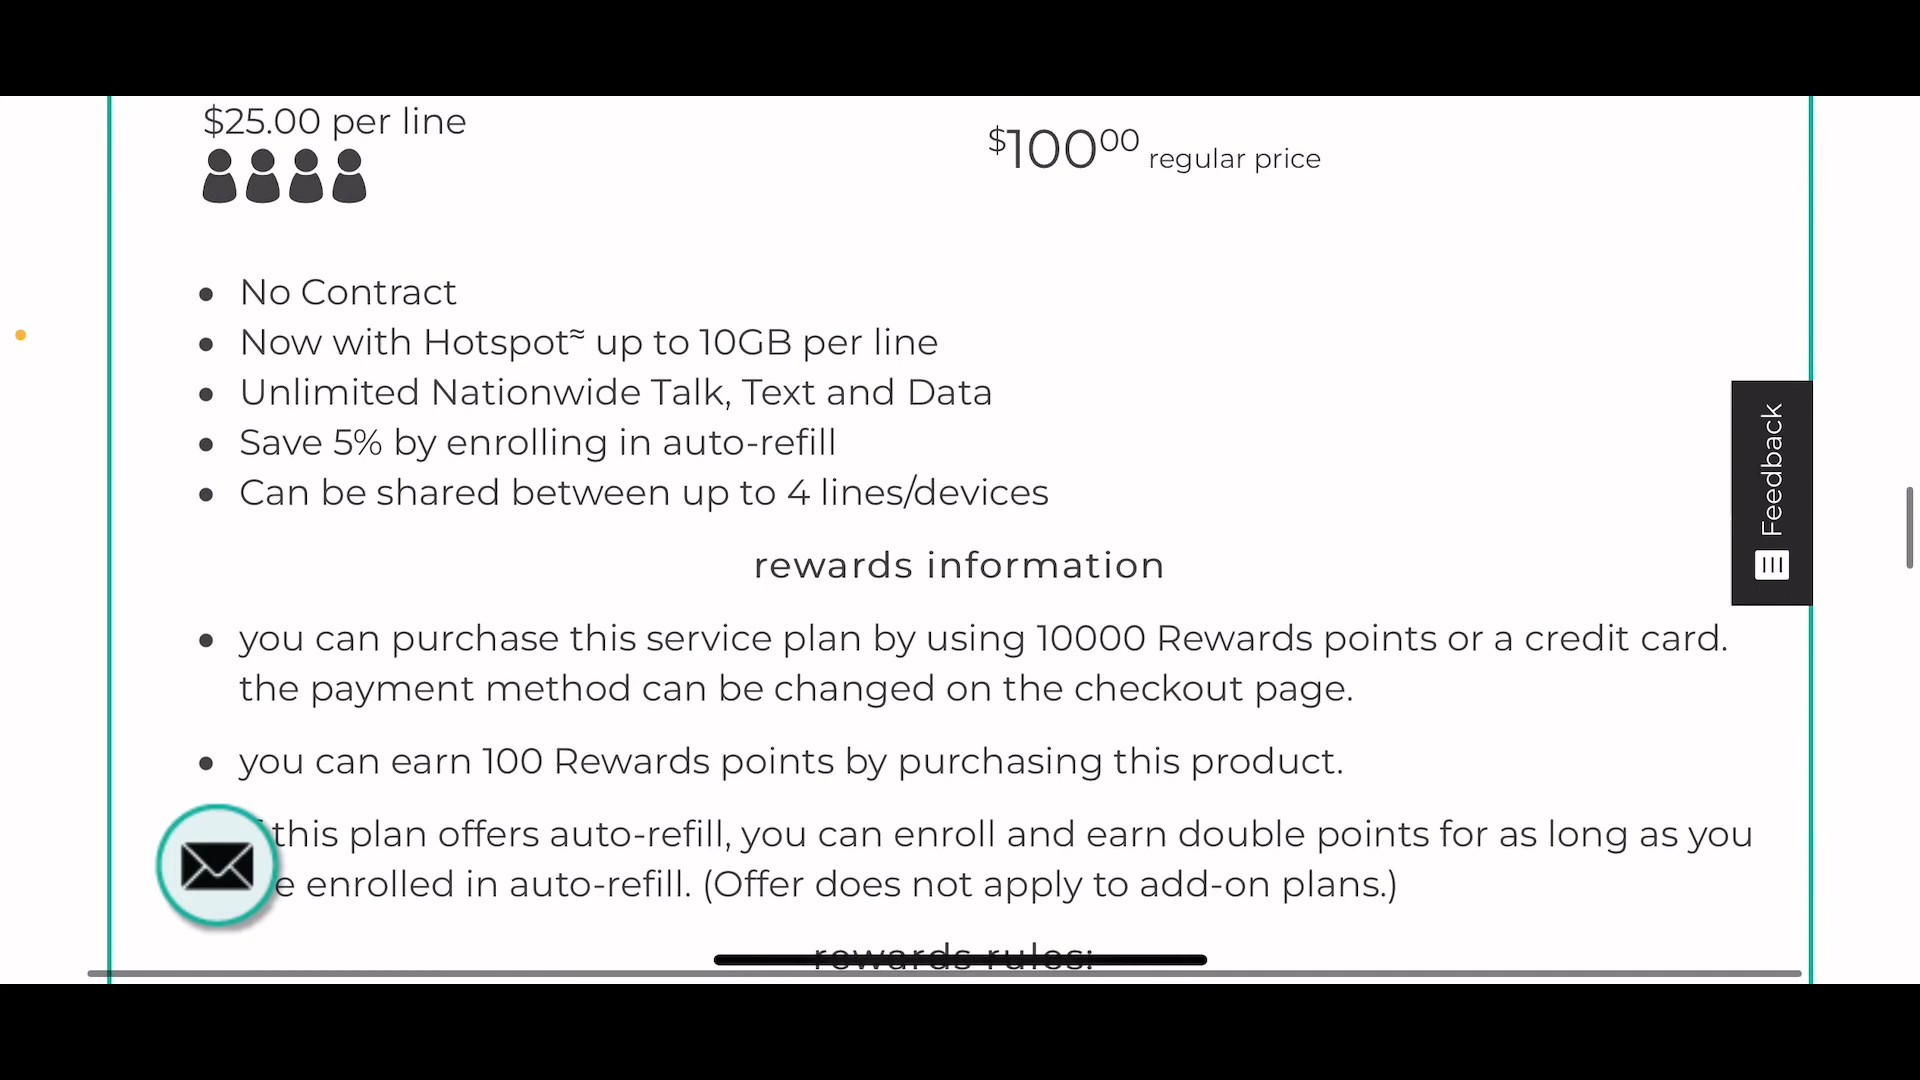 $25.00 per line
$100⁰⁰ regular price
• No Contract
• Now with Hotspot≈ up to 10GB per line
• Unlimited Nationwide Talk, Text and Data
• Save 5% by enrolling in auto-refill
• Can be shared between up to 4 lines/devices
Feedback
rewards information
• you can purchase this service plan by using 10000 Rewards points or a credit card.
the payment method can be changed on the checkout page.
• you can earn 100 Rewards points by purchasing this product.
this plan offers auto-refill, you can enroll and earn double points for as long as you
enrolled in auto-refill. (Offer does not apply to add-on plans.)
rewards rules: